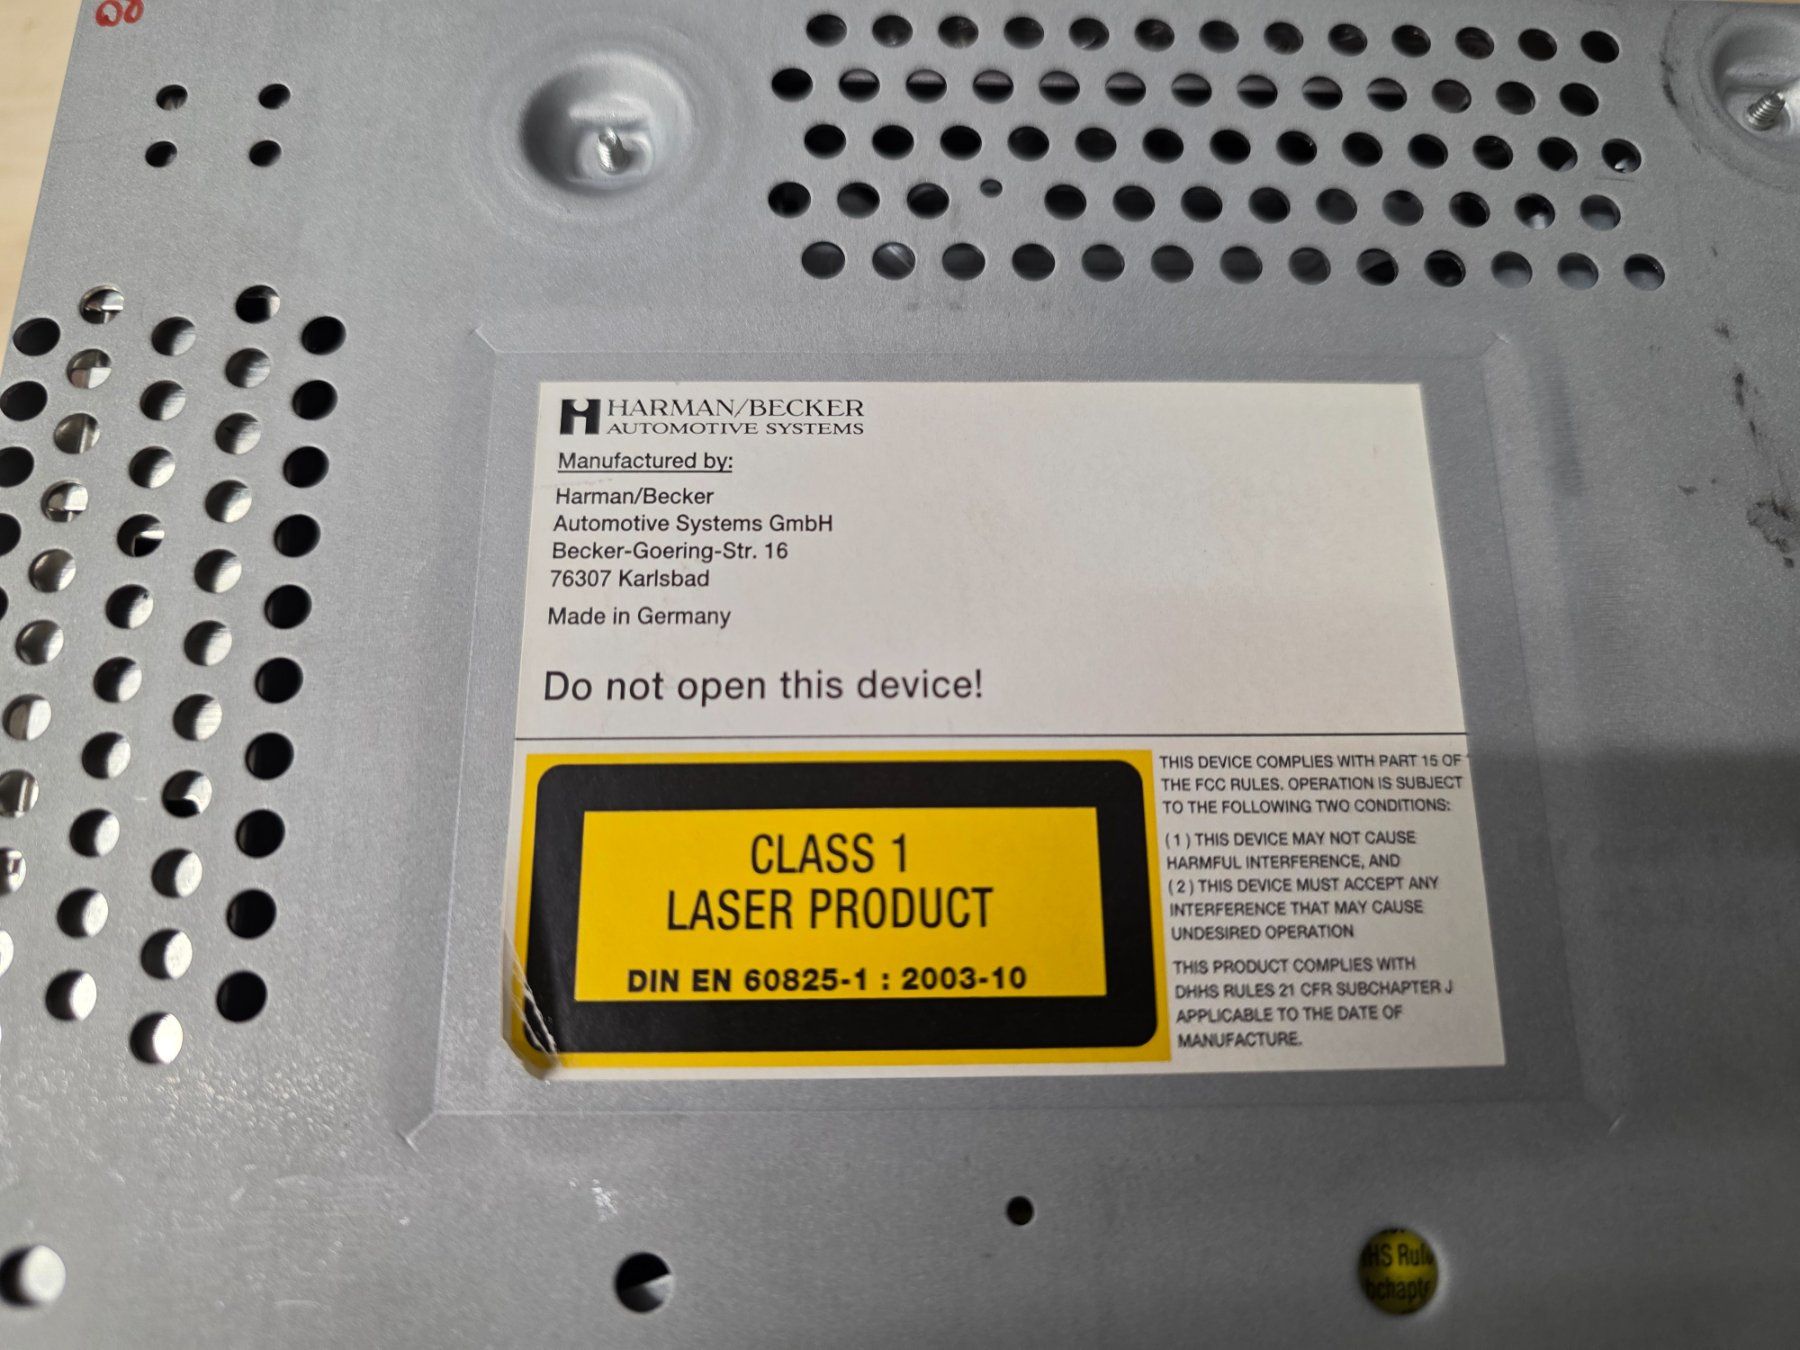 HARMAN/BECKER
AUTOMOTIVE SYSTEMS
Manufactured by:
Harman/Becker
Automotive Systems GmbH
Becker-Goering-Str. 16
76307 Karlsbad
Made in Germany
Do not open this device!
CLASS 1
LASER PRODUCT
DIN EN 60825-1 : 2003-10
THIS DEVICE COMPLIES WITH PART 15 OF
THE FCC RULES. OPERATION IS SUBJECT
TO THE FOLLOWING TWO CONDITIONS:
(1) THIS DEVICE MAY NOT CAUSE
HARMFUL INTERFERENCE, AND
(2) THIS DEVICE MUST ACCEPT ANY
INTERFERENCE THAT MAY CAUSE
UNDESIRED OPERATION
THIS PRODUCT COMPLIES WITH
DHHS RULES 21 CFR SUBCHAPTER J
APPLICABLE TO THE DATE OF
MANUFACTURE.